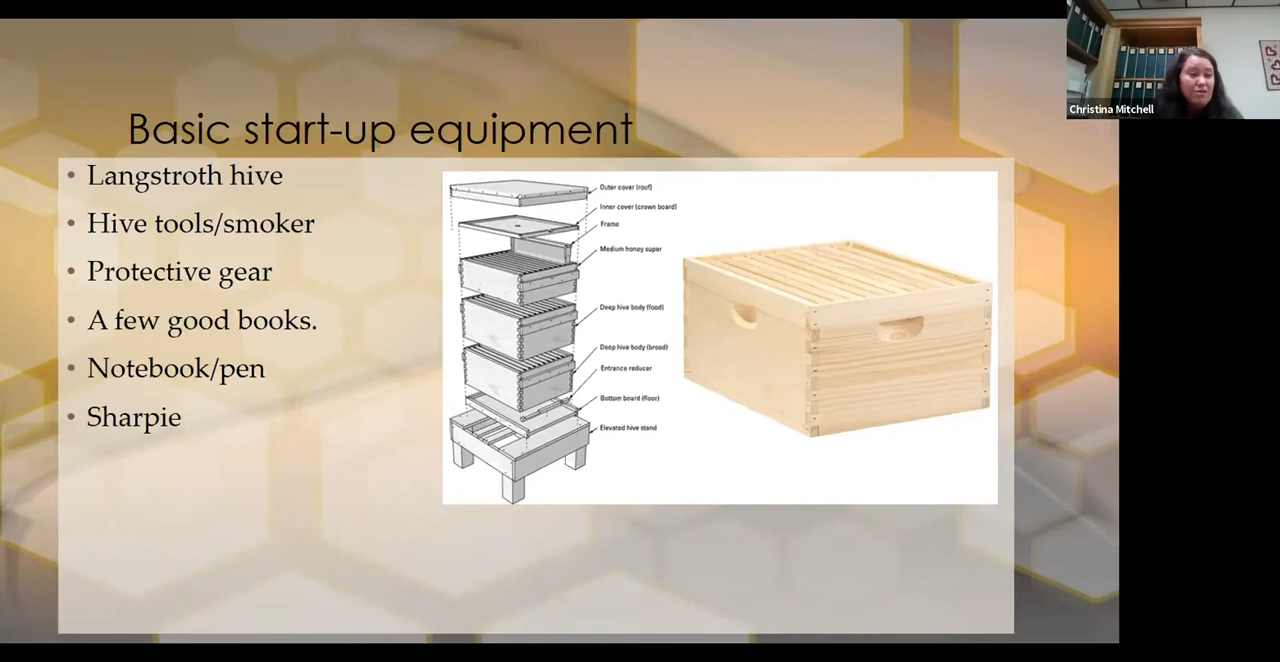 Christina Mitchell
Basic start-up equipment
• Langstroth hive
• Hive tools/smoker
• Protective gear
• A few good books.
• Notebook/pen
• Sharpie
Outer cover (roof)
Inner cover (crown board)
Frame
Medium honey super
Deep hive body (food)
Deep hive body (brood)
Entrance reducer
Bottom board (floor)
Elevated hive stand